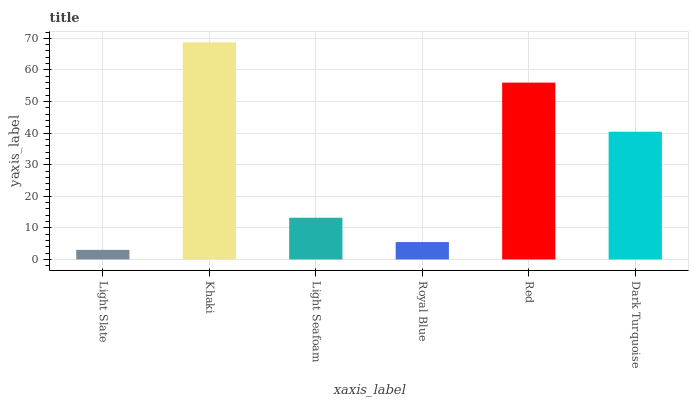 title
yaxis_label
70
60
50
40
30
20
10
0
Light Slate
Khaki
Light Seafoam
Royal Blue
Red
Dark Turquoise
xaxis_label